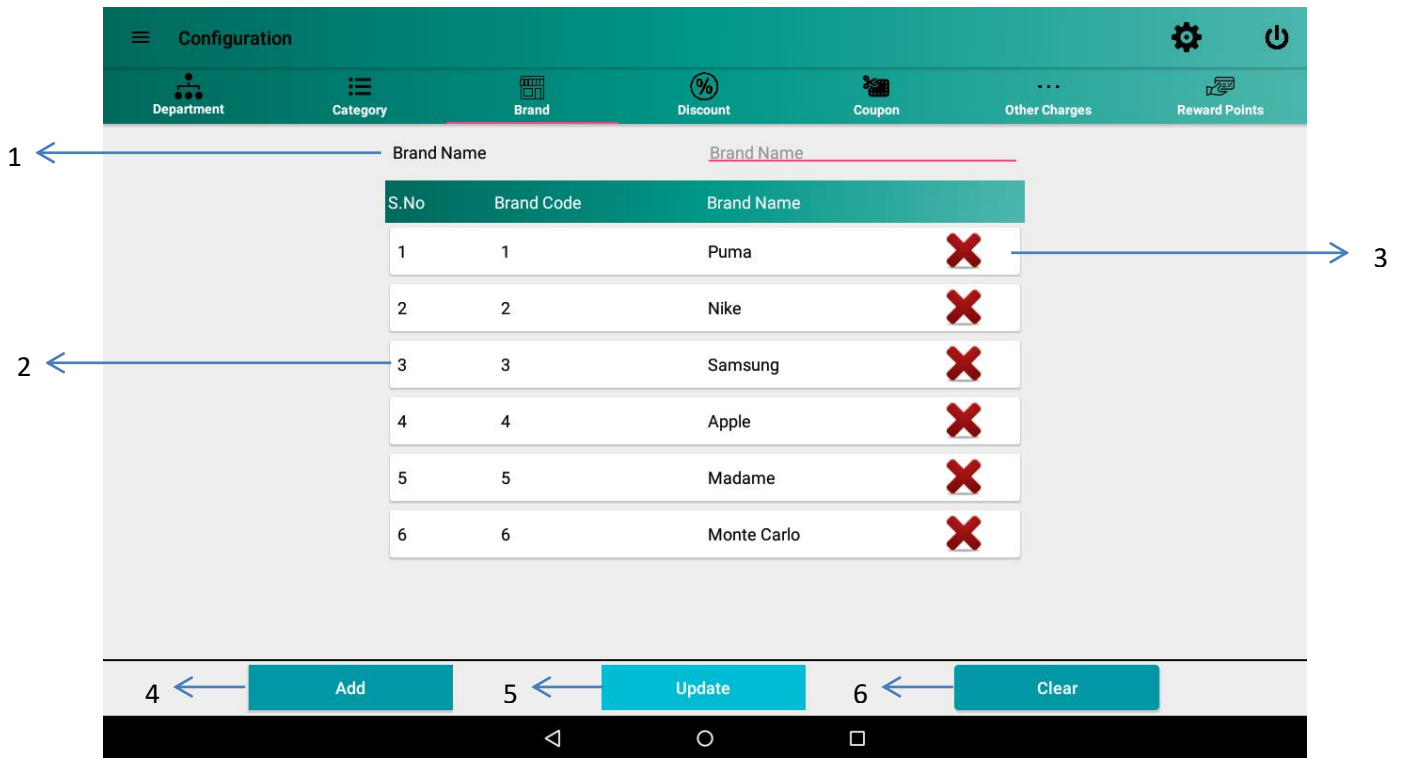 Configuration
Department Category Brand Discount Coupon Other Charges Reward Points
1 Brand Name Brand Name
S.No Brand Code Brand Name
1 1 Puma 3
2 2 Nike
2 3 3 Samsung
4 4 Apple
5 5 Madame
6 6 Monte Carlo
4 Add 5 Update 6 Clear